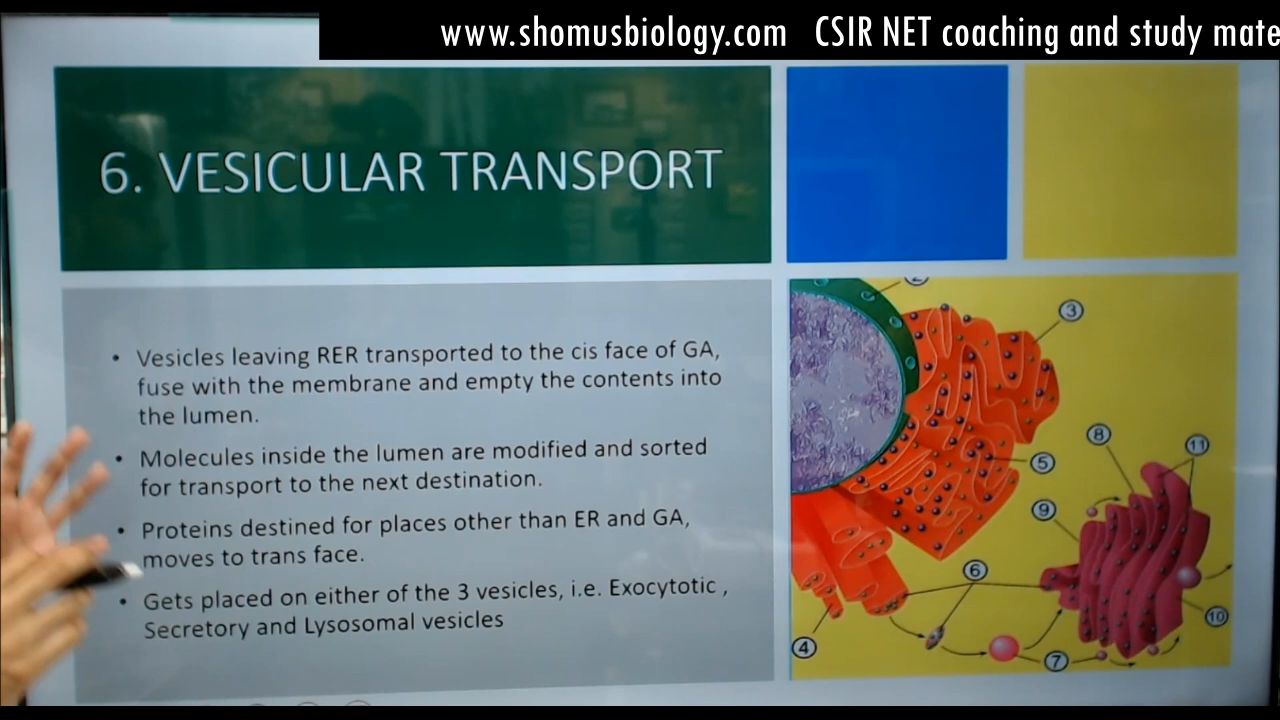 www.shomusbiology.com CSIR NET coaching and study mate
6. VESICULAR TRANSPORT
• Vesicles leaving RER transported to the cis face of GA,
fuse with the membrane and empty the contents into
the lumen.
• Molecules inside the lumen are modified and sorted
for transport to the next destination.
• Proteins destined for places other than ER and GA,
moves to trans face.
• Gets placed on either of the 3 vesicles, i.e. Exocytotic ,
Secretory and Lysosomal vesicles
2
3
8
11
5
9
6
10
4
7